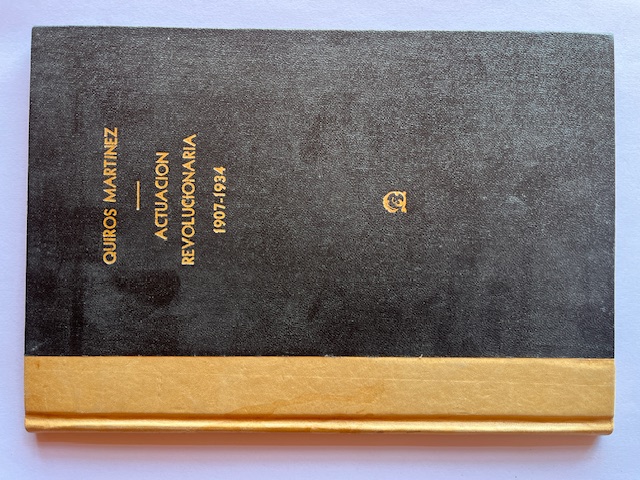 QUIROS MARTINEZ
ACTUACION
REVOLUCIONARIA
1907-1934